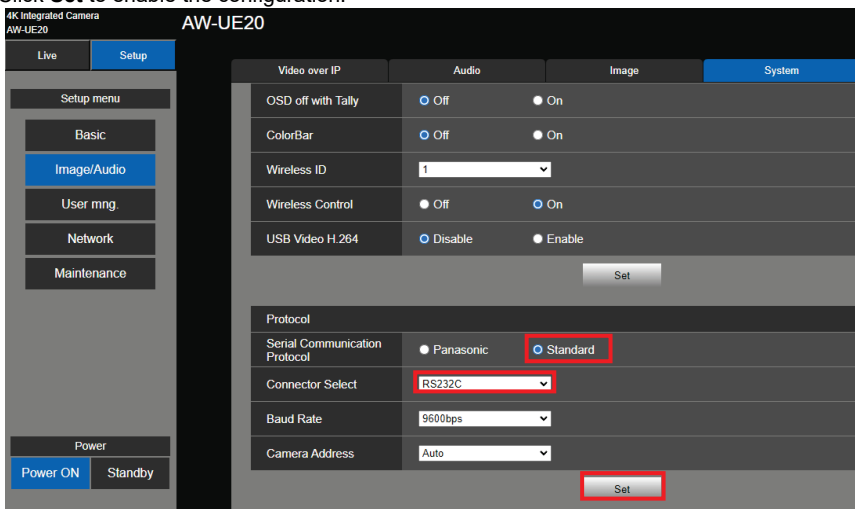 Click Set to enable the configuration.
4K Integrated Camera
AW-UE20
AW-UE20
Live Setup
Video over IP Audio Image System
Setup menu
OSD off with Tally Off On
Basic
ColorBar Off On
Image/Audio
Wireless ID 1
User mng.
Wireless Control Off On
Network
USB Video H.264 Disable Enable
Maintenance
Set
Protocol
Serial Communication
Protocol Panasonic Standard
Connector Select RS232C
Baud Rate 9600bps
Power
Camera Address Auto
Power ON Standby
Set